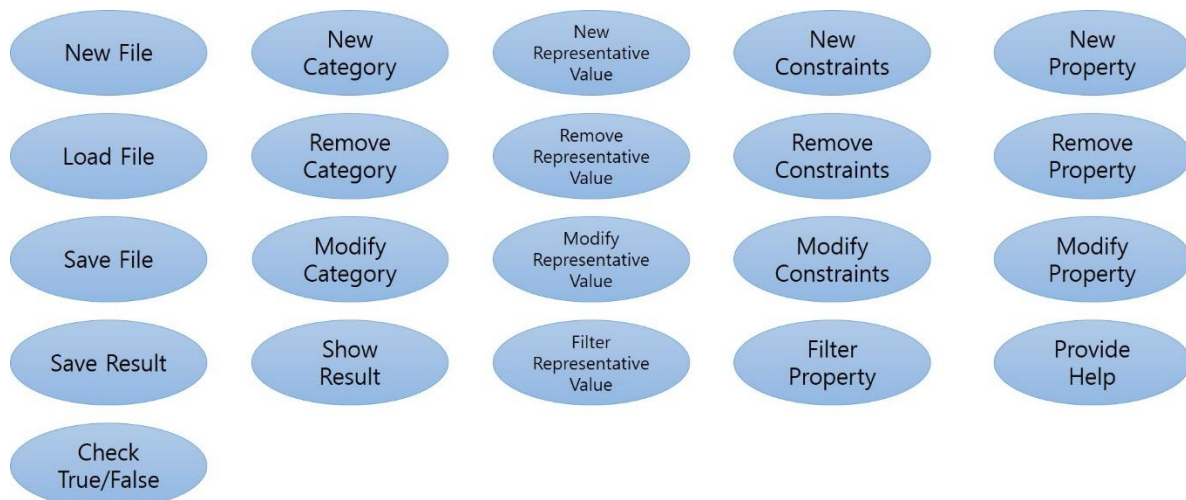 New File
New
Category
New
Representative
Value
New
Constraints
New
Property
Load File
Remove
Category
Remove
Representative
Value
Remove
Constraints
Remove
Property
Save File
Modify
Category
Modify
Representative
Value
Modify
Constraints
Modify
Property
Save Result
Show
Result
Filter
Representative
Value
Filter
Property
Provide
Help
Check
True/False